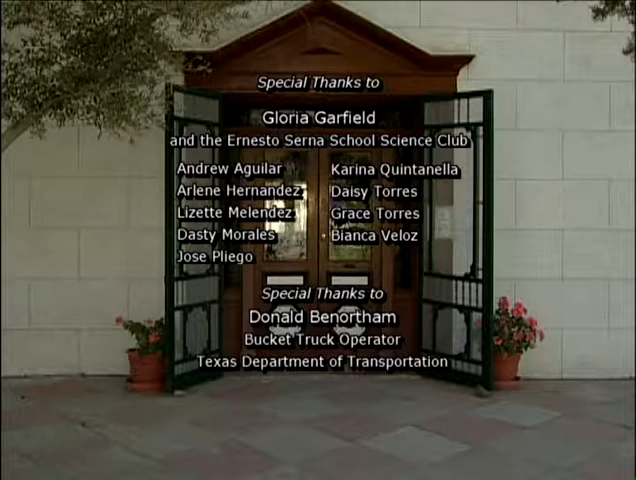 Special Thanks to
Gloria Garfield
and the Ernesto Serna School Science Club
Andrew Aguilar
Karina Quintanella
Arlene Hernandez
Daisy Torres
Lizette Melendez
Grace Torres
Dasty Morales
Bianca Veloz
Jose Pliego
Special Thanks to
Donald Benortham
Bucket Truck Operator
Texas Department of Transportation